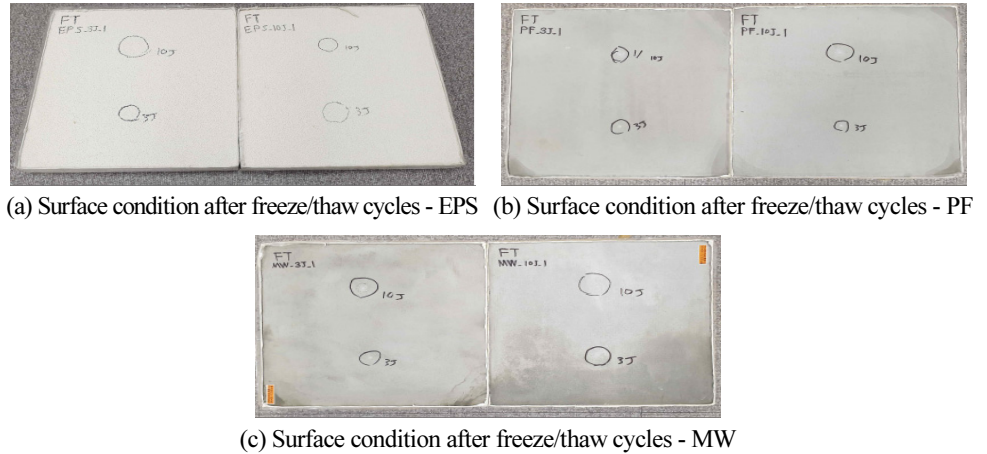 FT
EPS_3J_1
10J
3J
FT
EPS_10J_1
10J
3J
FT
PF_3J_1
10J
3J
FT
PF_10J_1
10J
3J
(a) Surface condition after freeze/thaw cycles - EPS
(b) Surface condition after freeze/thaw cycles - PF
FT
MW_3J_1
10J
3J
FT
MW_10J_1
10J
3J
(c) Surface condition after freeze/thaw cycles - MW